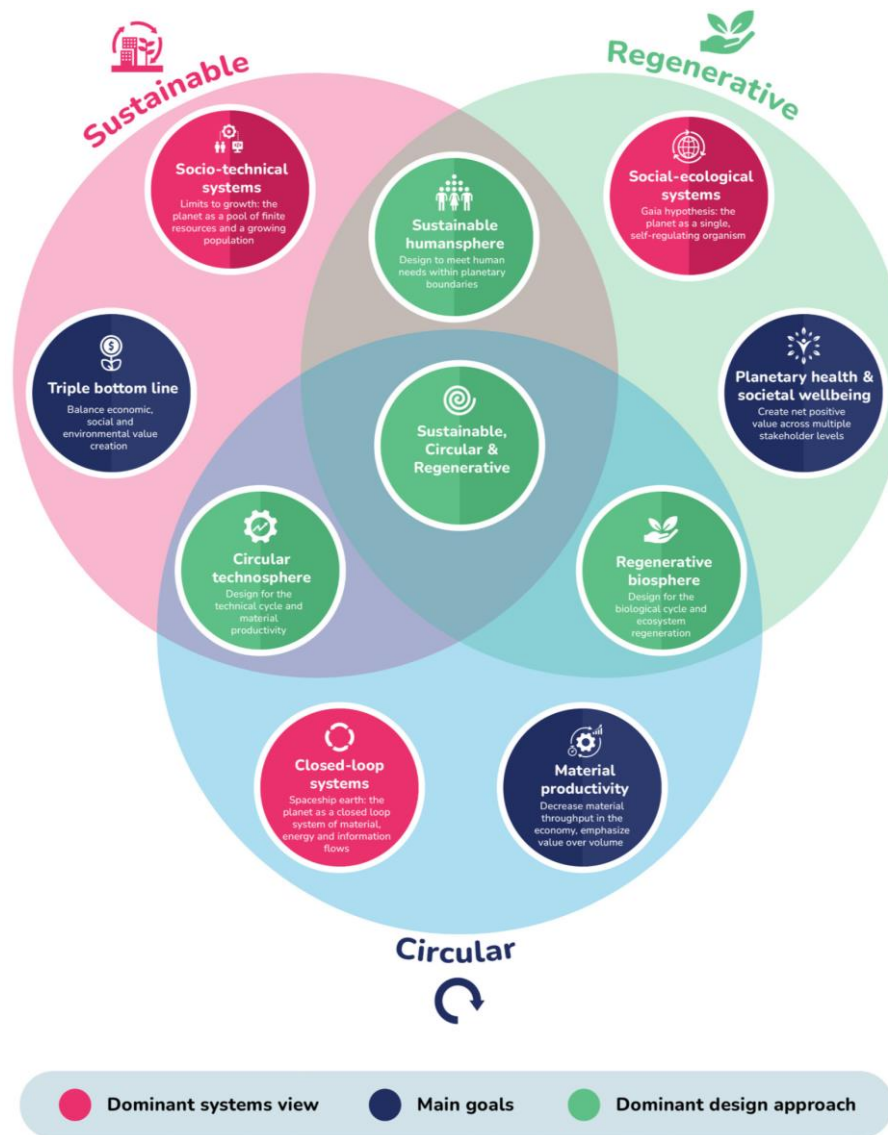 Sustainable
Regenerative
Socio-technical
systems
Limits to growth: the
planet as a pool of finite
resources and a growing
population
Sustainable
humansphere
Design to meet human
needs within planetary
boundaries
Social-ecological
systems
Gaia hypothesis: the
planet as a single,
self-regulating organism
Triple bottom line
Balance economic,
social and
environmental value
creation
Sustainable,
Circular &
Regenerative
Planetary health &
societal wellbeing
Create net positive
value across multiple
stakeholder levels
Circular
technosphere
Design for the
technical cycle and
material
productivity
Regenerative
biosphere
Design for the
biological cycle and
ecosystem
regeneration
Closed-loop
systems
Spaceship earth: the
planet as a closed loop
system of material,
energy and information
flows
Material
productivity
Decrease material
throughput in the
economy, emphasize
value over volume
Circular
Dominant systems view
Main goals
Dominant design approach